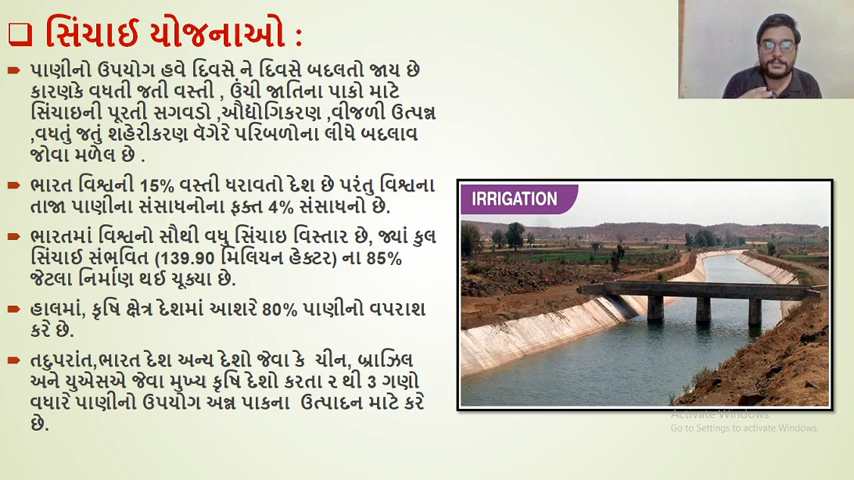 સિંચાઈ યોજનાઓ :
પાણીનો ઉપયોગ હવે દિવસે ને દિવસે બદલતો જાય છે
કારણકે વધતી જતી વસ્તી , ઉંચી જાતિના પાકો માટે
સિંચાઇની પૂરતી સગવડો ,ઔદ્યોગિકરણ ,વીજળી ઉત્પન્ન
,વધતું જતું શહેરીકરણ વૅગેરે પરિબળોના લીધે બદલાવ
જોવા મળેલ છે .
ભારત વિશ્વની 15% વસ્તી ધરાવતો દેશ છે પરંતુ વિશ્વના
તાજા પાણીના સંસાધનોના ફક્ત 4% સંસાધનો છે.
ભારતમાં વિશ્વનો સૌથી વધુ સિંચાઇ વિસ્તાર છે, જ્યાં કુલ
સિંચાઈ સંભવિત (139.90 મિલિયન હેક્ટર) ના 85%
જેટલા નિર્માણ થઈ ચૂક્યા છે.
હાલમાં, કૃષિ ક્ષેત્ર દેશમાં આશરે 80% પાણીનો વપરાશ
કરે છે.
તદુપરાંત,ભારત દેશ અન્ય દેશો જેવા કે ચીન, બ્રાઝિલ
અને યુએસએ જેવા મુખ્ય કૃષિ દેશો કરતા ૨ થી 3 ગણો
વધારે પાણીનો ઉપયોગ અન્ન પાકના ઉત્પાદન માટે કરે
છે.
IRRIGATION
Activate Windows
Go to Settings to activate Windows.